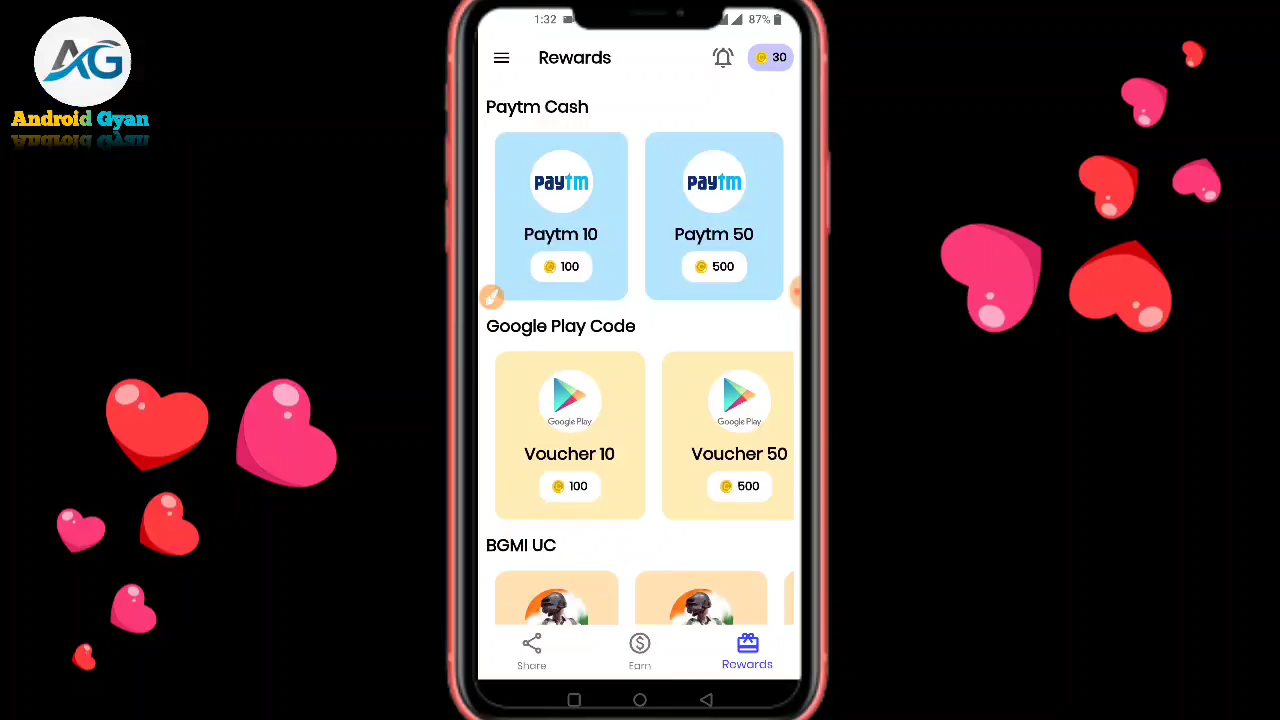 AG
Android Gyan
1:32
87%
Rewards
30
Paytm Cash
paytm
paytm
Paytm 10
Paytm 50
100
500
Google Play Code
Google Play
Google Play
Voucher 10
Voucher 50
100
500
BGMI UC
Share
Earn
Rewards